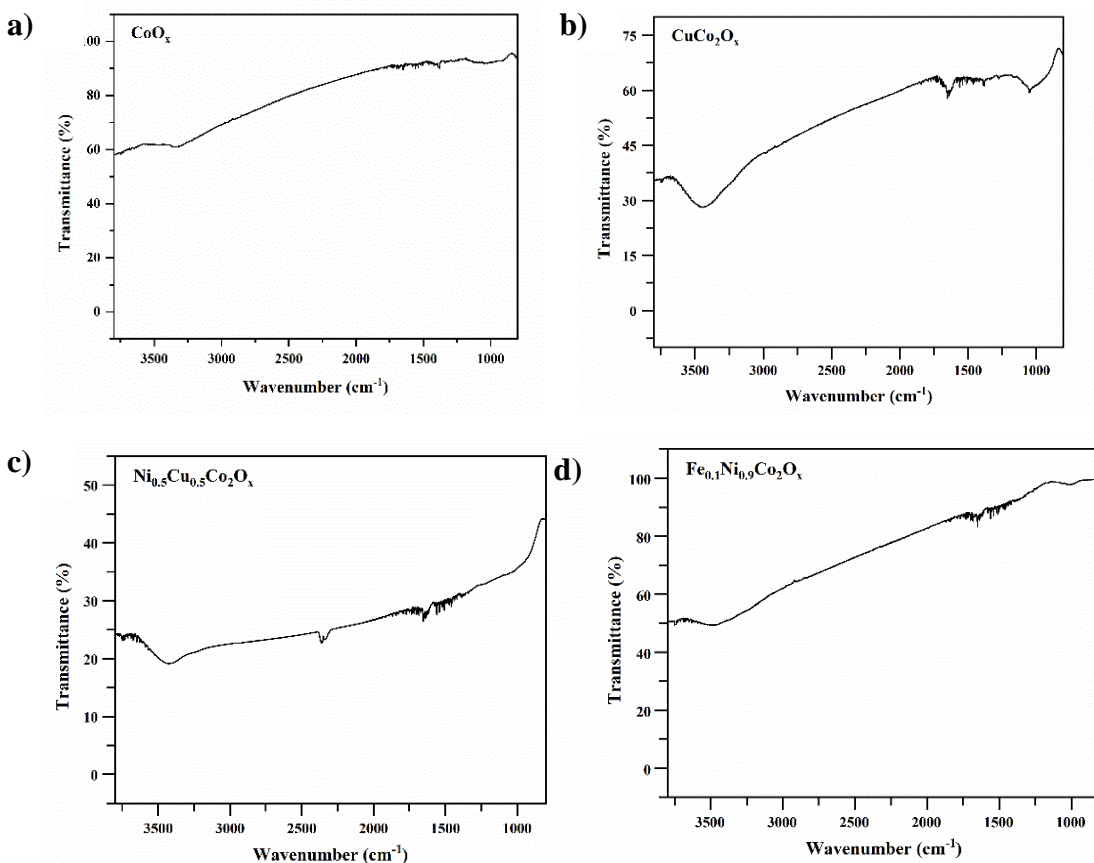 a)
CoOₓ
.00
80
60
40
20
0
Transmittance (%)
3500 3000 2500 2000 1500 1000
Wavenumber (cm⁻¹)
b)
CuCo₂Oₓ
75
60
45
30
15
0
Transmittance (%)
3500 3000 2500 2000 1500 1000
Wavenumber (cm⁻¹)
c)
Ni₀.₅Cu₀.₅Co₂Oₓ
50
40
30
20
10
0
Transmittance (%)
3500 3000 2500 2000 1500 1000
Wavenumber (cm⁻¹)
d)
Fe₀.₁Ni₀.₉Co₂Oₓ
100
80
60
40
20
0
Transmittance (%)
3500 3000 2500 2000 1500 1000
Wavenumber (cm⁻¹)